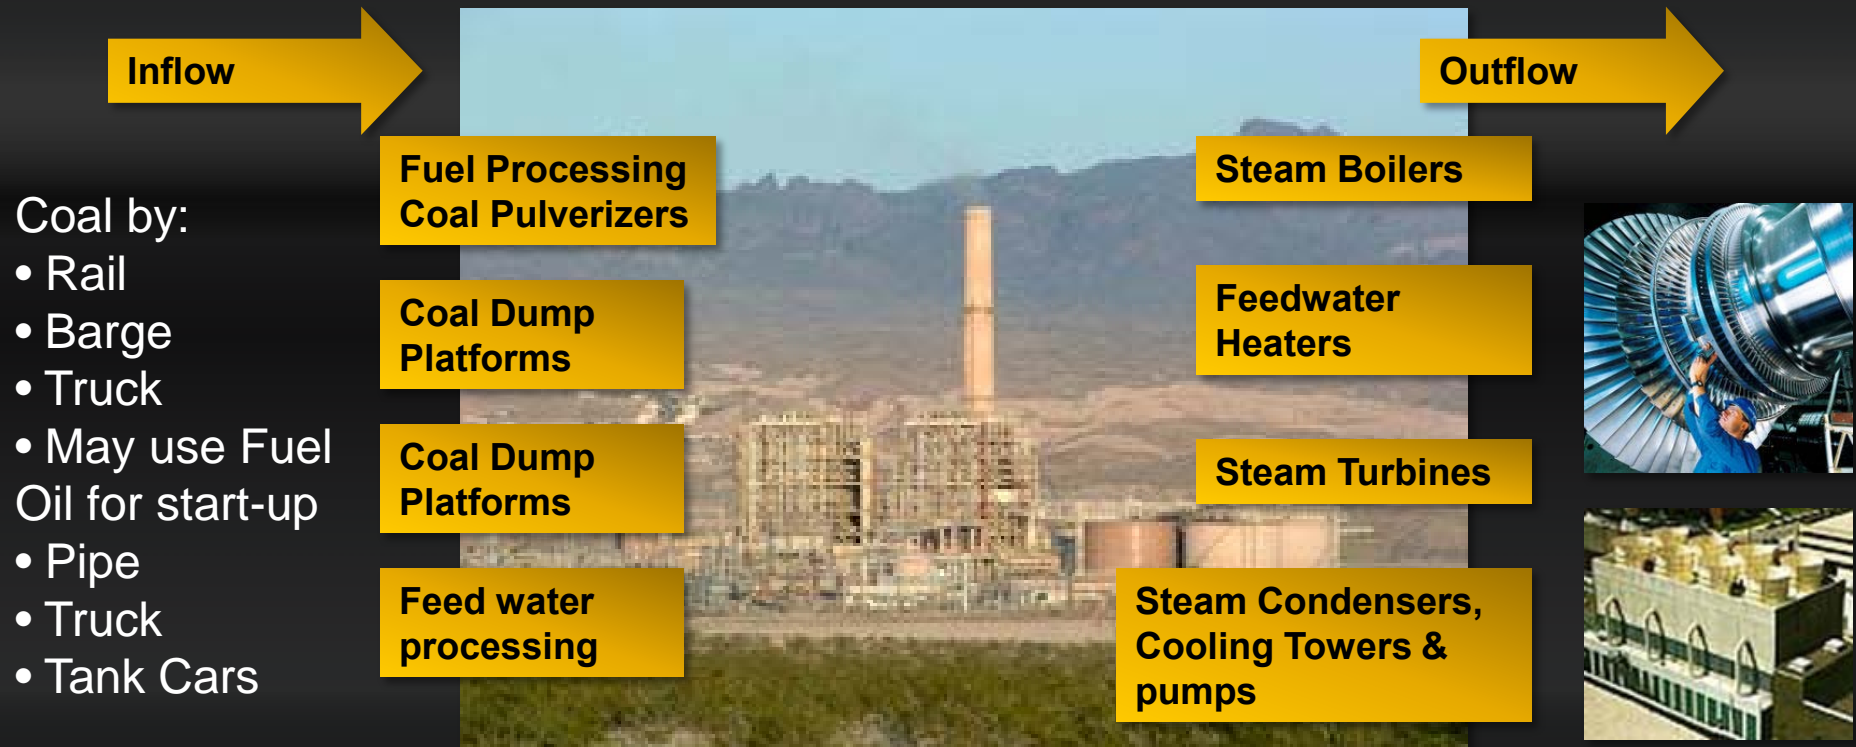 Inflow
Outflow
Coal by:
• Rail
• Barge
• Truck
• May use Fuel
Oil for start-up
• Pipe
• Truck
• Tank Cars
Fuel Processing
Coal Pulverizers
Coal Dump
Platforms
Coal Dump
Platforms
Feed water
processing
Steam Boilers
Feedwater
Heaters
Steam Turbines
Steam Condensers,
Cooling Towers &
pumps